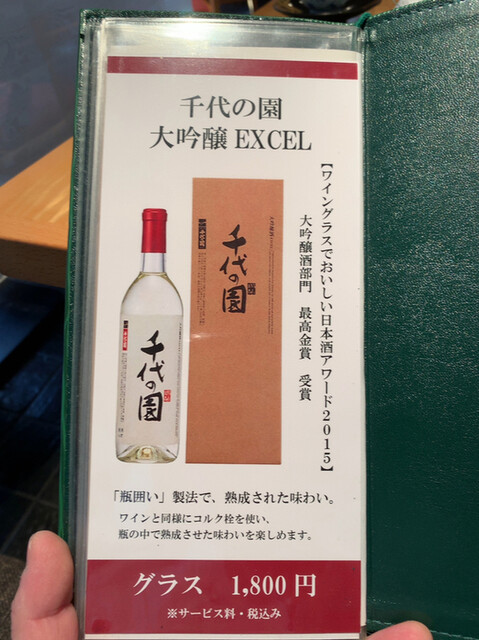 千代の園
大吟醸 EXCEL
【ワイングラスでおいしい日本酒アワード2015】
大吟醸酒部門 最高金賞 受賞
千代の園
千代の園
「瓶囲い」製法で、熟成された味わい。
ワインと同様にコルク栓を使い、
瓶の中で熟成させた味わいを楽しめます。
グラス 1,800円
※サービス料・税込み